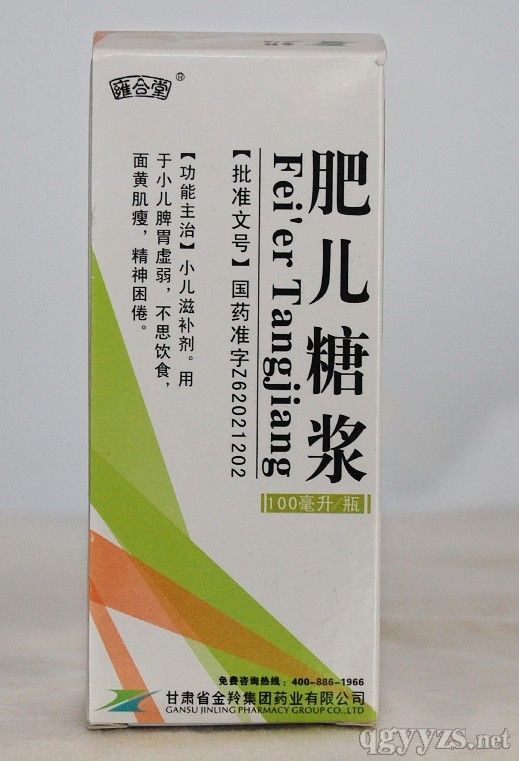 雍合堂®
肥儿糖浆
Fei'er Tangjiang
100毫升/瓶
【批准文号】国药准字Z62021202
【功能主治】小儿滋补剂。用
于小儿脾胃虚弱，不思饮食，
面黄肌瘦，精神困倦。
免费咨询热线：400-886-1966
甘肃省金羚集团药业有限公司
GANSU JINLING PHARMACY GROUP CO.,LTD
qgyyzs.net